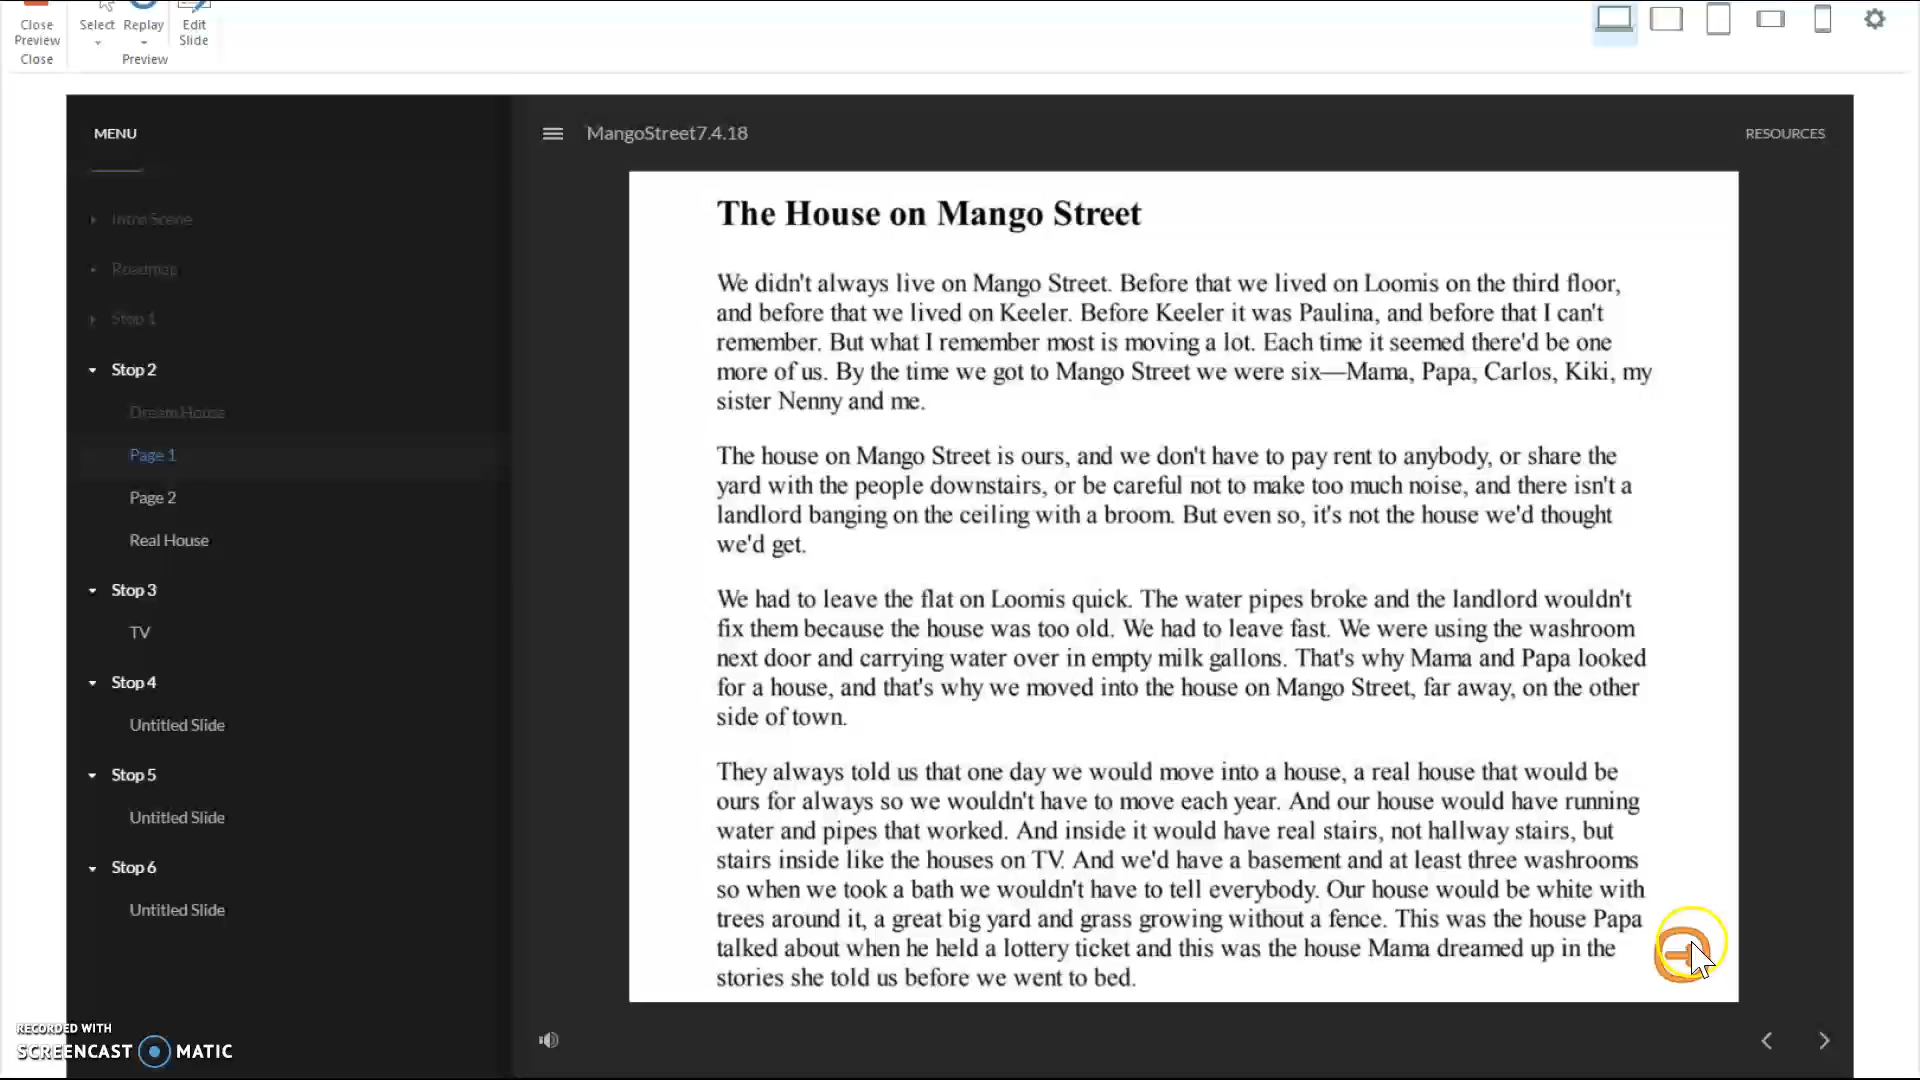 Close Preview
Select
Replay
Edit Slide
Close
Preview
MENU
Intro Scene
Roadmap
Stop 1
Stop 2
Dream House
Page 1
Page 2
Real House
Stop 3
TV
Stop 4
Untitled Slide
Stop 5
Untitled Slide
Stop 6
Untitled Slide
RECORDED WITH
SCREENCAST MATIC
MangoStreet7.4.18
RESOURCES
The House on Mango Street
We didn't always live on Mango Street. Before that we lived on Loomis on the third floor,
and before that we lived on Keeler. Before Keeler it was Paulina, and before that I can't
remember. But what I remember most is moving a lot. Each time it seemed there'd be one
more of us. By the time we got to Mango Street we were six—Mama, Papa, Carlos, Kiki, my
sister Nenny and me.
The house on Mango Street is ours, and we don't have to pay rent to anybody, or share the
yard with the people downstairs, or be careful not to make too much noise, and there isn't a
landlord banging on the ceiling with a broom. But even so, it's not the house we'd thought
we'd get.
We had to leave the flat on Loomis quick. The water pipes broke and the landlord wouldn't
fix them because the house was too old. We had to leave fast. We were using the washroom
next door and carrying water over in empty milk gallons. That's why Mama and Papa looked
for a house, and that's why we moved into the house on Mango Street, far away, on the other
side of town.
They always told us that one day we would move into a house, a real house that would be
ours for always so we wouldn't have to move each year. And our house would have running
water and pipes that worked. And inside it would have real stairs, not hallway stairs, but
stairs inside like the houses on TV. And we'd have a basement and at least three washrooms
so when we took a bath we wouldn't have to tell everybody. Our house would be white with
trees around it, a great big yard and grass growing without a fence. This was the house Papa
talked about when he held a lottery ticket and this was the house Mama dreamed up in the
stories she told us before we went to bed.